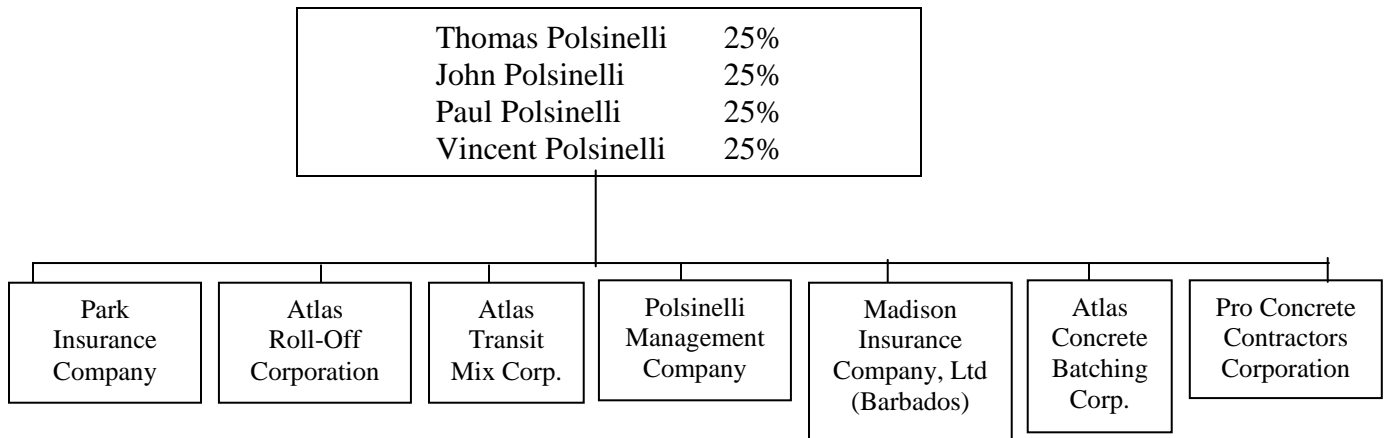 Thomas Polsinelli 25%
John Polsinelli 25%
Paul Polsinelli 25%
Vincent Polsinelli 25%
Park
Insurance
Company
Atlas
Roll-Off
Corporation
Atlas
Transit
Mix Corp.
Polsinelli
Management
Company
Madison
Insurance
Company, Ltd
(Barbados)
Atlas
Concrete
Batching
Corp.
Pro Concrete
Contractors
Corporation